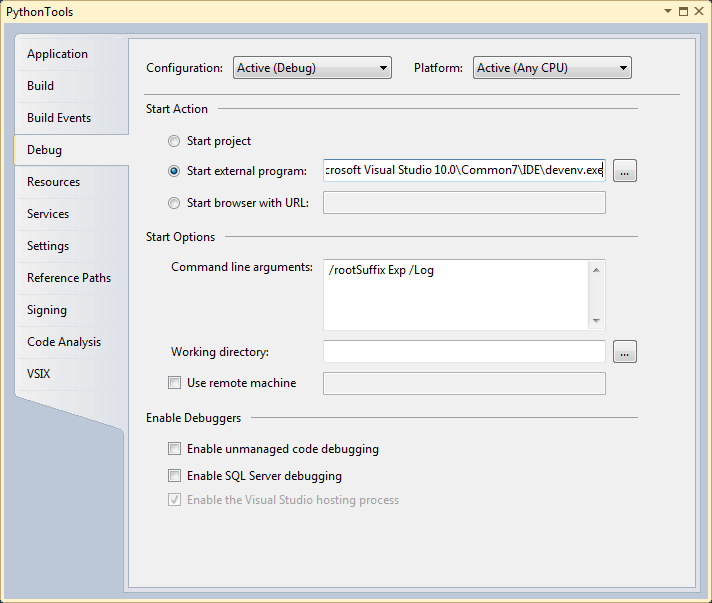 PythonTools
Application
Build
Build Events
Debug
Resources
Services
Settings
Reference Paths
Signing
Code Analysis
VSIX
Configuration: Active (Debug) Platform: Active (Any CPU)
Start Action
Start project
Start external program: crosoft Visual Studio 10.0\Common7\IDE\devenv.exe ...
Start browser with URL:
Start Options
Command line arguments: /rootSuffix Exp /Log
Working directory: ...
Use remote machine
Enable Debuggers
Enable unmanaged code debugging
Enable SQL Server debugging
Enable the Visual Studio hosting process